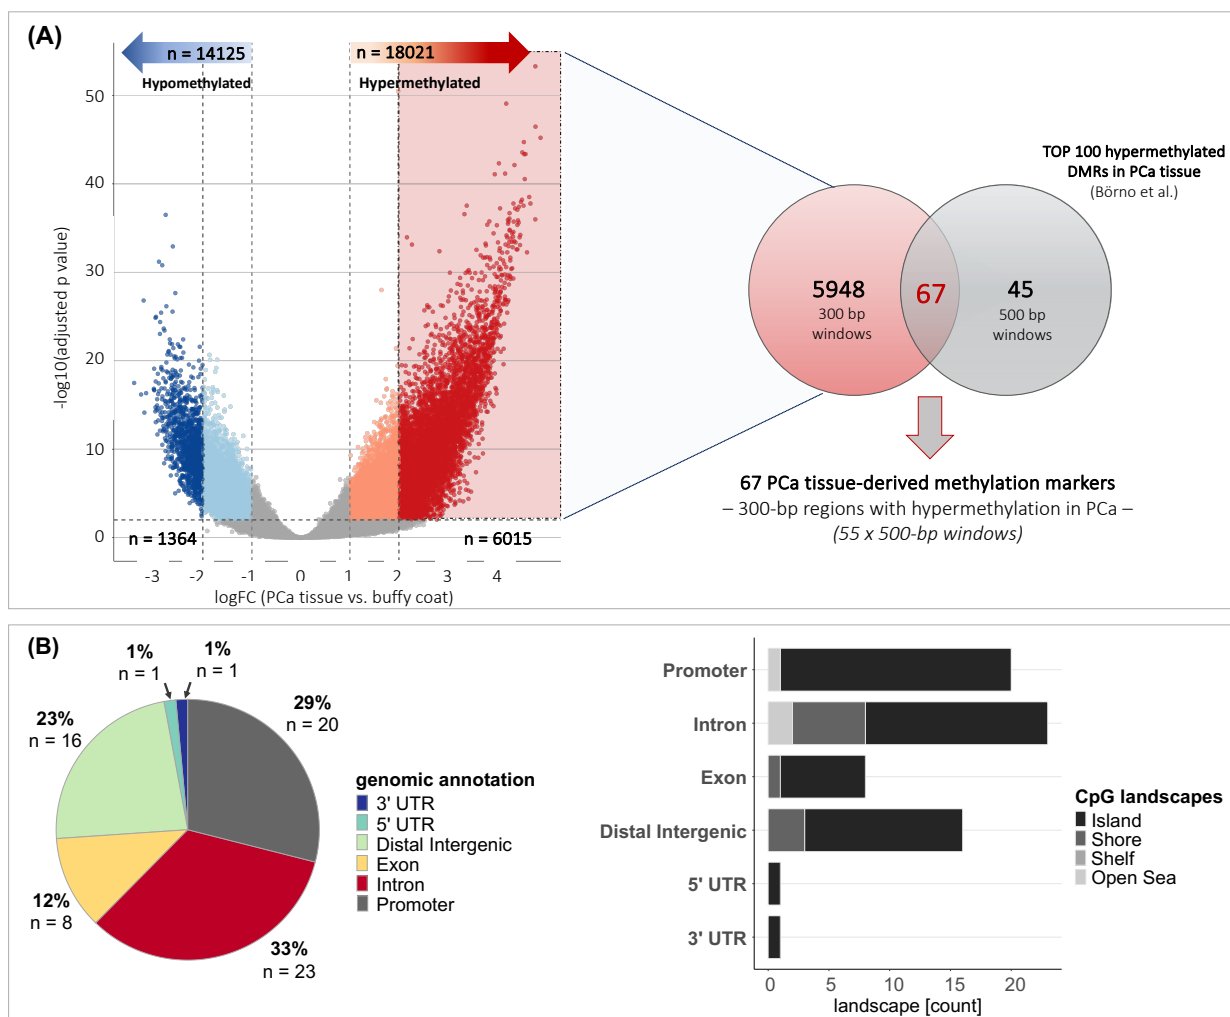 (A)
n = 14125
n = 18021
Hypomethylated
Hypermethylated
50
40
30
20
10
0
-log10(adjusted p value)
n = 1364
n = 6015
-3
-2
-1
0
1
2
3
4
logFC (PCa tissue vs. buffy coat)
TOP 100 hypermethylated
DMRs in PCa tissue
(Börno et al.)
5948
300 bp
windows
67
45
500 bp
windows
67 PCa tissue-derived methylation markers
– 300-bp regions with hypermethylation in PCa –
(55 x 500-bp windows)
(B)
1%
n = 1
1%
n = 1
29%
n = 20
23%
n = 16
12%
n = 8
33%
n = 23
genomic annotation
3' UTR
5' UTR
Distal Intergenic
Exon
Intron
Promoter
Promoter
Intron
Exon
Distal Intergenic
5' UTR
3' UTR
0
5
10
15
20
landscape [count]
CpG landscapes
Island
Shore
Shelf
Open Sea